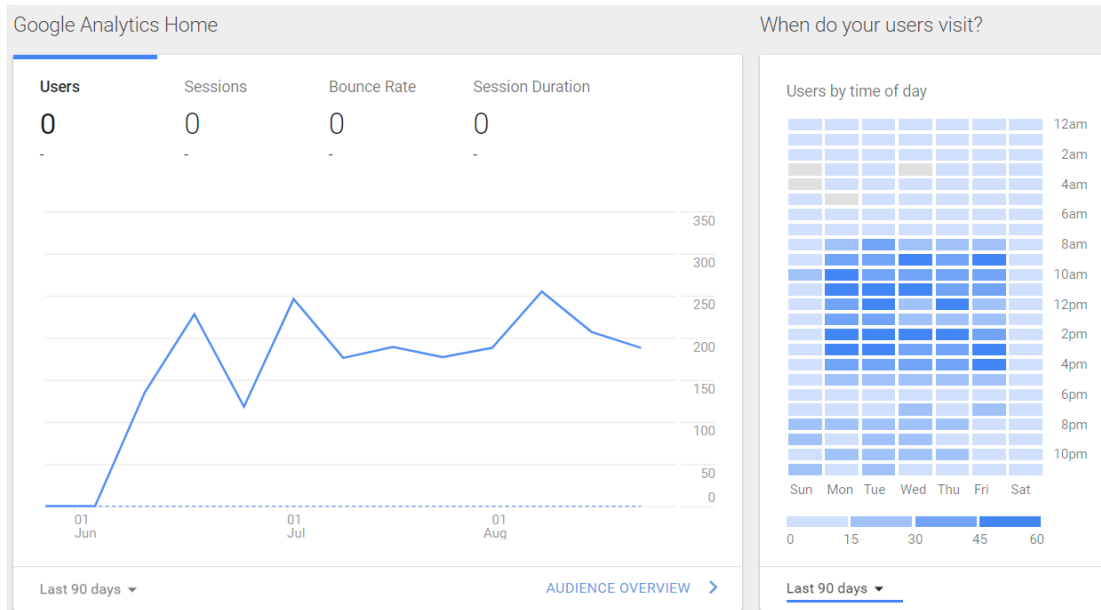 Google Analytics Home
Users Sessions Bounce Rate Session Duration
0 0 0 0
- - - -
350
300
250
200
150
100
50
0
01 01 01
Jun Jul Aug
Last 90 days AUDIENCE OVERVIEW
When do your users visit?
Users by time of day
12am
2am
4am
6am
8am
10am
12pm
2pm
4pm
6pm
8pm
10pm
Sun Mon Tue Wed Thu Fri Sat
0 15 30 45 60
Last 90 days